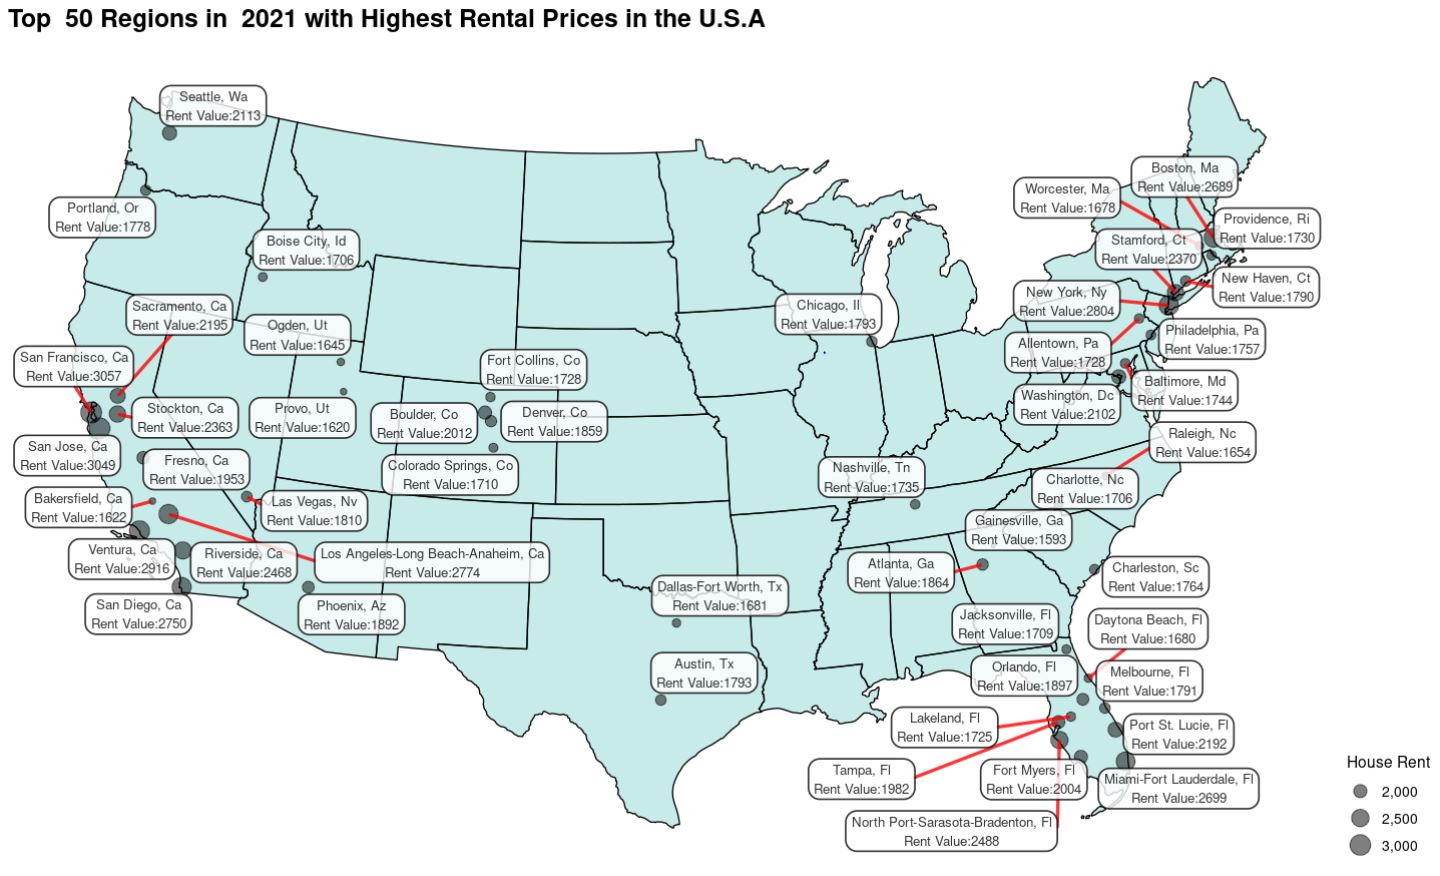 Top  50 Regions in  2021 with Highest Rental Prices in the U.S.A
Seattle, Wa
Rent Value:2113
Portland, Or
Rent Value:1778
Boise City, Id
Rent Value:1706
Sacramento, Ca
Rent Value:2195
Ogden, Ut
Rent Value:1645
San Francisco, Ca
Rent Value:3057
Stockton, Ca
Rent Value:2363
Provo, Ut
Rent Value:1620
San Jose, Ca
Rent Value:3049
Fresno, Ca
Rent Value:1953
Bakersfield, Ca
Rent Value:1622
Las Vegas, Nv
Rent Value:1810
Ventura, Ca
Rent Value:2916
Riverside, Ca
Rent Value:2468
Los Angeles-Long Beach-Anaheim, Ca
Rent Value:2774
San Diego, Ca
Rent Value:2750
Phoenix, Az
Rent Value:1892
Fort Collins, Co
Rent Value:1728
Boulder, Co
Rent Value:2012
Denver, Co
Rent Value:1859
Colorado Springs, Co
Rent Value:1710
Dallas-Fort Worth, Tx
Rent Value:1681
Austin, Tx
Rent Value:1793
Chicago, Il
Rent Value:1793
Nashville, Tn
Rent Value:1735
Boston, Ma
Rent Value:2689
Worcester, Ma
Rent Value:1678
Providence, Ri
Rent Value:1730
Stamford, Ct
Rent Value:2370
New Haven, Ct
Rent Value:1790
New York, Ny
Rent Value:2804
Allentown, Pa
Rent Value:1728
Philadelphia, Pa
Rent Value:1757
Washington, Dc
Rent Value:2102
Baltimore, Md
Rent Value:1744
Raleigh, Nc
Rent Value:1654
Charlotte, Nc
Rent Value:1706
Gainesville, Ga
Rent Value:1593
Atlanta, Ga
Rent Value:1864
Charleston, Sc
Rent Value:1764
Jacksonville, Fl
Rent Value:1709
Daytona Beach, Fl
Rent Value:1680
Orlando, Fl
Rent Value:1897
Melbourne, Fl
Rent Value:1791
Lakeland, Fl
Rent Value:1725
Port St. Lucie, Fl
Rent Value:2192
Tampa, Fl
Rent Value:1982
Fort Myers, Fl
Rent Value:2004
Miami-Fort Lauderdale, Fl
Rent Value:2699
North Port-Sarasota-Bradenton, Fl
Rent Value:2488
House Rent
2,000
2,500
3,000